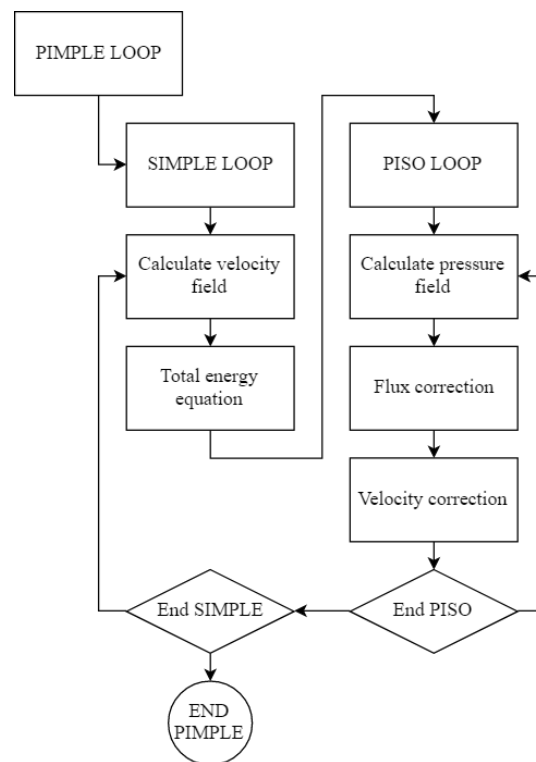 PIMPLE LOOP
SIMPLE LOOP
PISO LOOP
Calculate velocity
field
Calculate pressure
field
Total energy
equation
Flux correction
Velocity correction
End SIMPLE
End PISO
END
PIMPLE